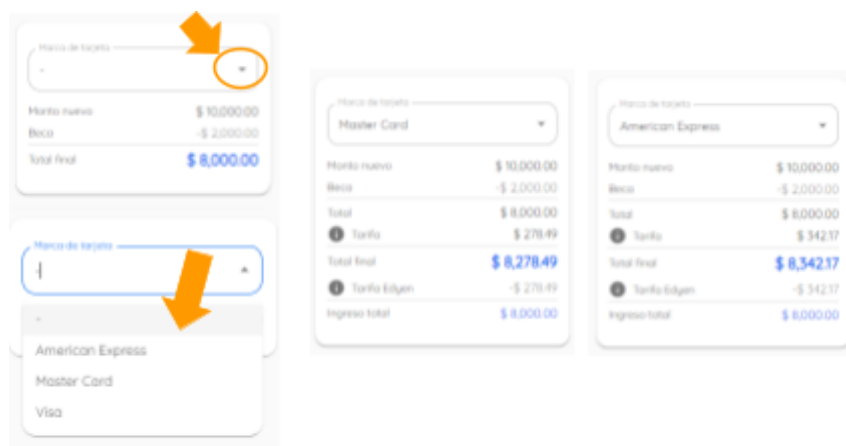 Marca de tarjeta
-
Monto nuevo $ 10,000.00
Beca -$ 2,000.00
Total final $ 8,000.00
Marca de tarjeta
-
-
American Express
Master Card
Visa
Marca de tarjeta
Master Card
Monto nuevo $ 10,000.00
Beca -$ 2,000.00
Total $ 8,000.00
Tarifa $ 278.49
Total final $ 8,278.49
Tarifa Edyen -$ 278.49
Ingreso total $ 8,000.00
Marca de tarjeta
American Express
Monto nuevo $ 10,000.00
Beca -$ 2,000.00
Total $ 8,000.00
Tarifa $ 342.17
Total final $ 8,342.17
Tarifa Edyen -$ 342.17
Ingreso total $ 8,000.00